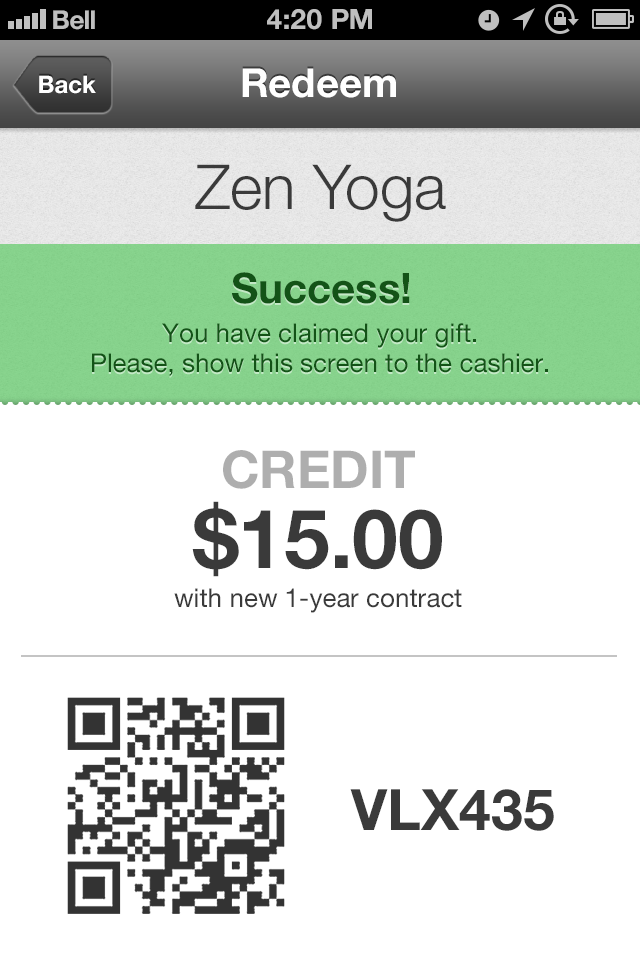 Bell 4:20 PM
Back Redeem
Zen Yoga
Success!
You have claimed your gift.
Please, show this screen to the cashier.
CREDIT
$15.00
with new 1-year contract
VLX435